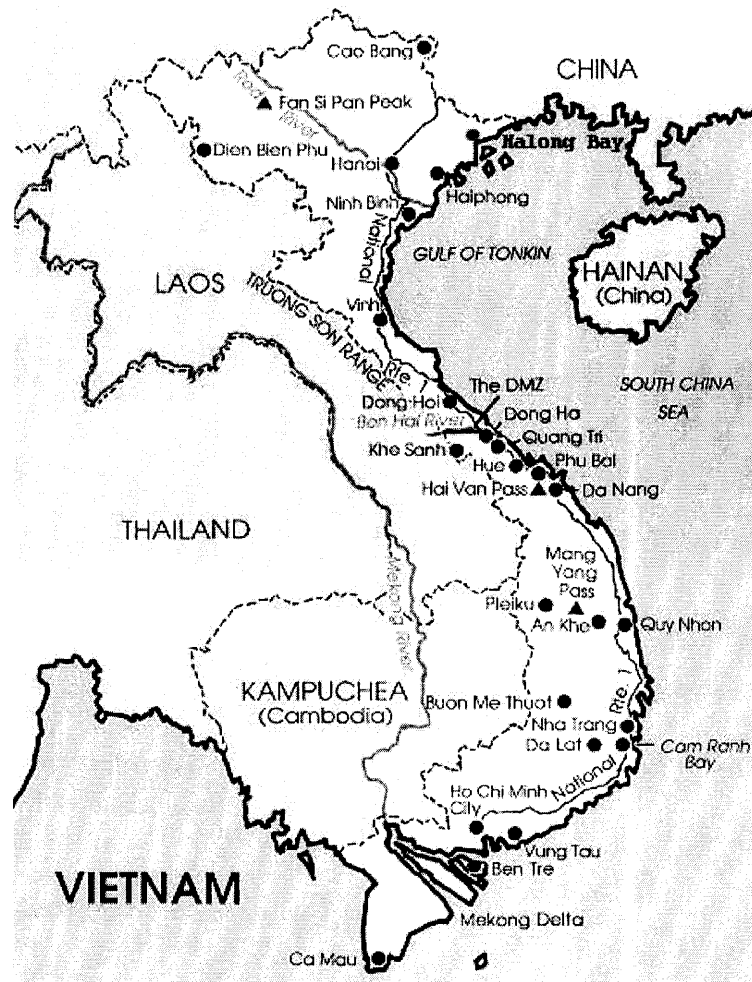 Cao Bang
CHINA
Red
River
Fan Si Pan Peak
Halong Bay
Dien Bien Phu
Hanoi
Haiphong
Ninh Binh
National
GULF OF TONKIN
HAINAN
(China)
LAOS
TRUONG SON RANGE
Vinh
Rte. 1
The DMZ
SOUTH CHINA
SEA
Dong Hoi
Dong Ha
Ben Hai River
Quang Tri
Khe Sanh
Phu Bai
Hue
Hai Van Pass
Da Nang
THAILAND
Mekong River
Mang
Yang
Pass
Pleiku
An Khe
Quy Nhon
KAMPUCHEA
(Cambodia)
Buon Me Thuot
Rte. 1
Nha Trang
Da Lat
Cam Ranh
Bay
National
Ho Chi Minh
City
Vung Tau
Ben Tre
VIETNAM
Mekong Delta
Ca Mau